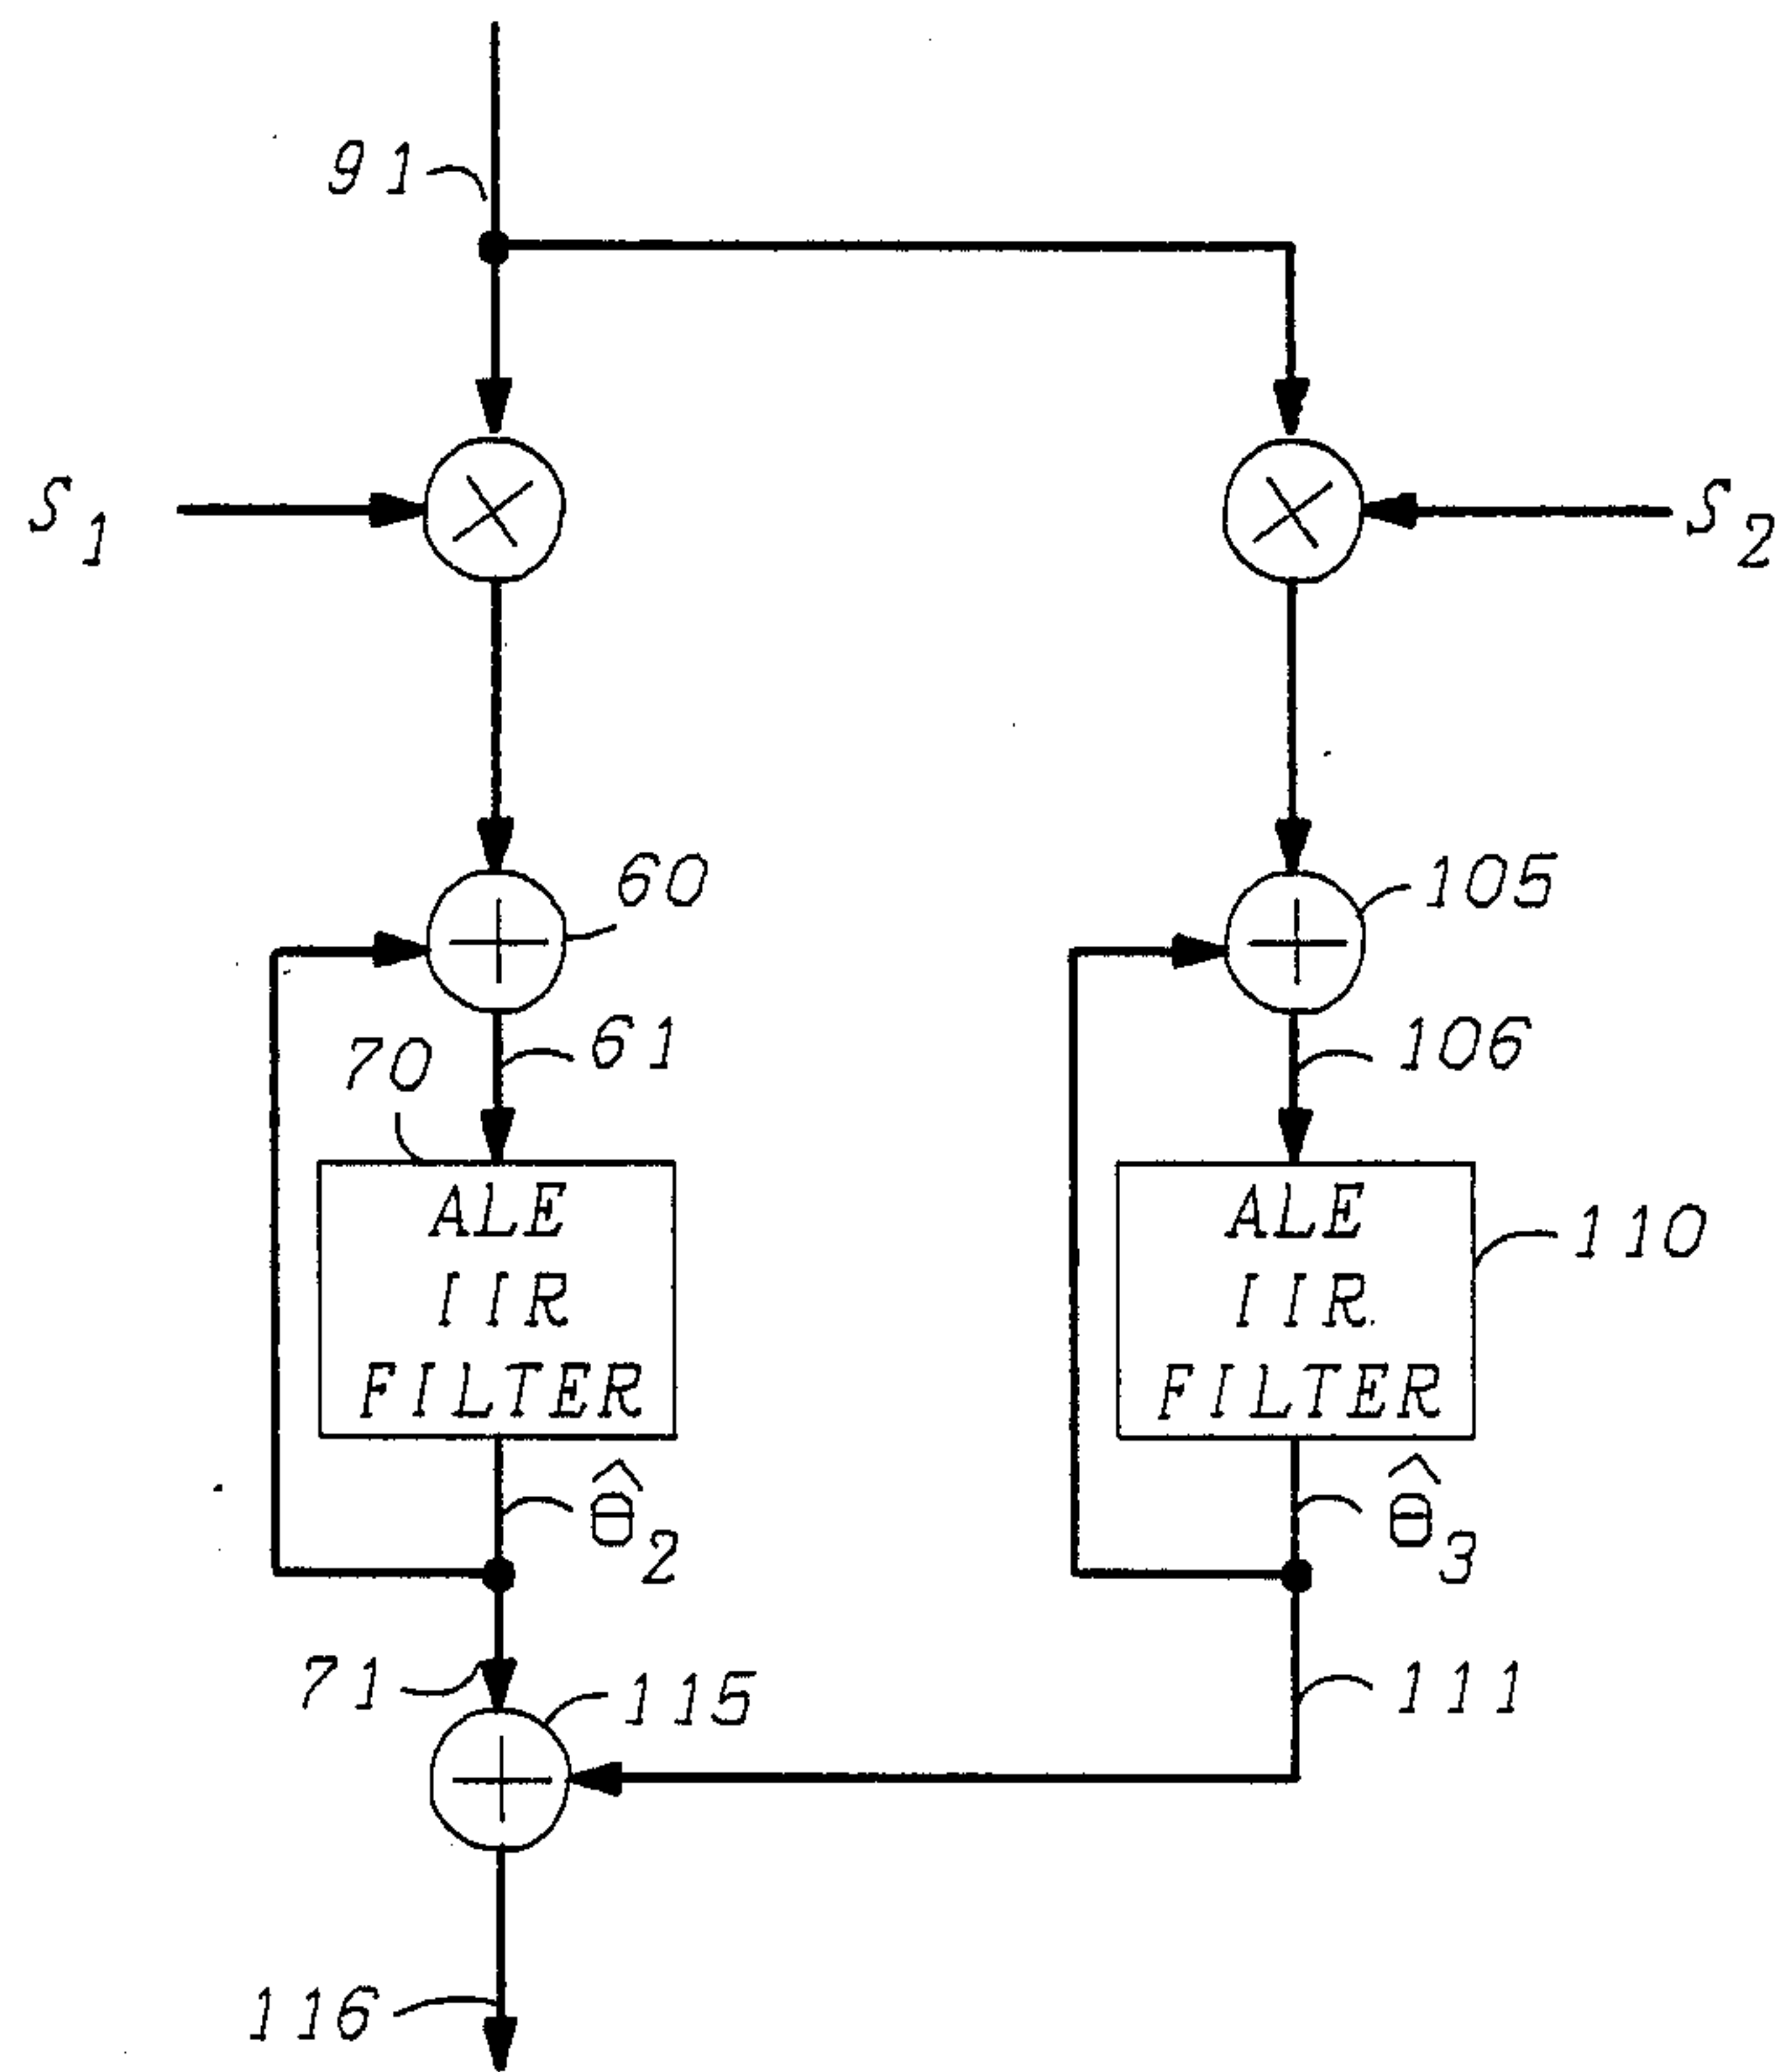 91
S1
S2
60
105
61
106
70
ALE
IIR
FILTER
ALE
IIR
FILTER
110
θ̂2
θ̂3
71
115
111
116